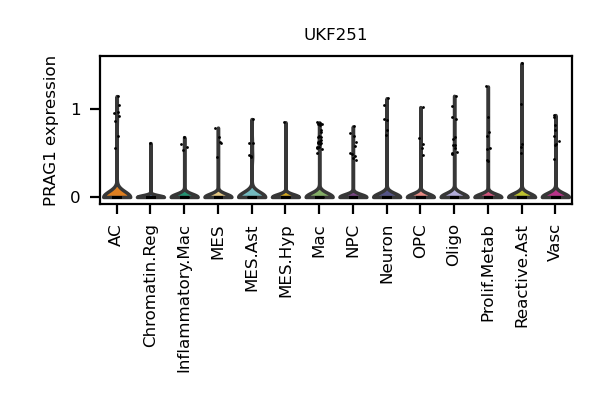 UKF251
PRAG1 expression
1
0
AC
Chromatin.Reg
Inflammatory.Mac
MES
MES.Ast
MES.Hyp
Mac
NPC
Neuron
OPC
Oligo
Prolif.Metab
Reactive.Ast
Vasc